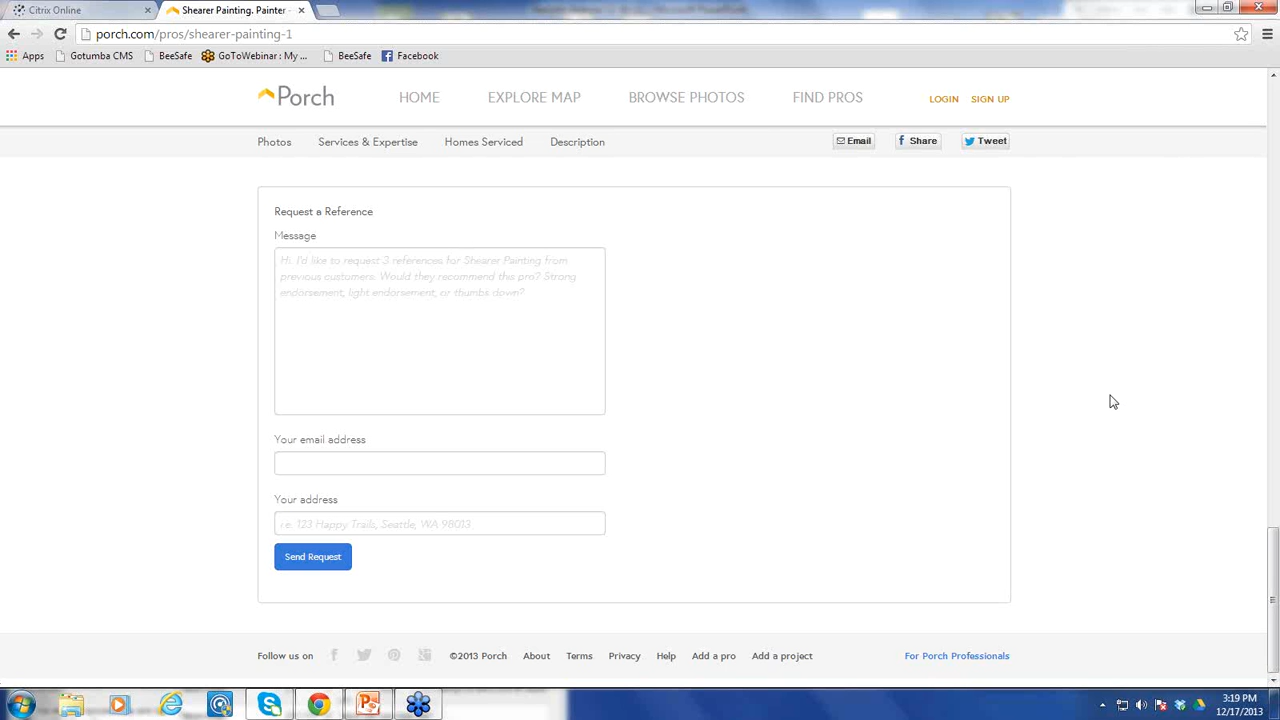 Citrix Online
Shearer Painting. Painter
porch.com/pros/shearer-painting-1
Apps Gotumba CMS BeeSafe GoToWebinar : My ... BeeSafe Facebook
Porch HOME EXPLORE MAP BROWSE PHOTOS FIND PROS LOGIN SIGN UP
Photos Services & Expertise Homes Serviced Description Email Share Tweet
Request a Reference
Message
Hi. I'd like to request 3 references for Shearer Painting from
previous customers. Would they recommend this pro? Strong
endorsement, light endorsement, or thumbs down?
Your email address
Your address
i.e. 123 Happy Trails, Seattle, WA 98013
Send Request
Follow us on ©2013 Porch About Terms Privacy Help Add a pro Add a project For Porch Professionals
3:19 PM
12/17/2013